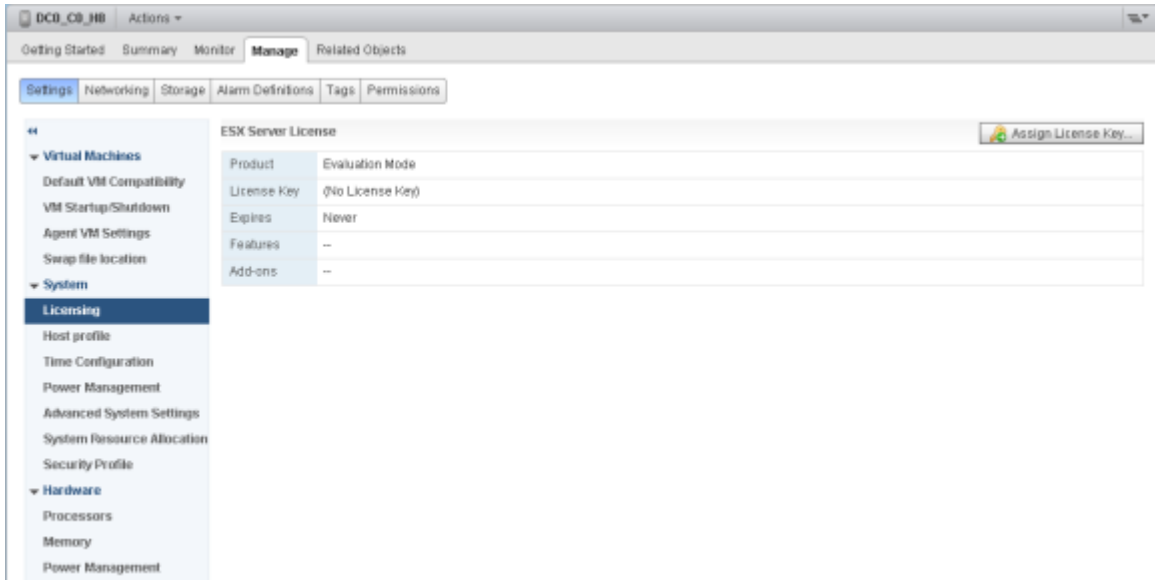 DC0_C0_H8 Actions
Getting Started Summary Monitor Manage Related Objects
Settings Networking Storage Alarm Definitions Tags Permissions
Virtual Machines
Default VM Compatibility
VM Startup/Shutdown
Agent VM Settings
Swap file location
System
Licensing
Host profile
Time Configuration
Power Management
Advanced System Settings
System Resource Allocation
Security Profile
Hardware
Processors
Memory
Power Management
ESX Server License
Assign License Key...
Product Evaluation Mode
License Key (No License Key)
Expires Never
Features --
Add-ons --